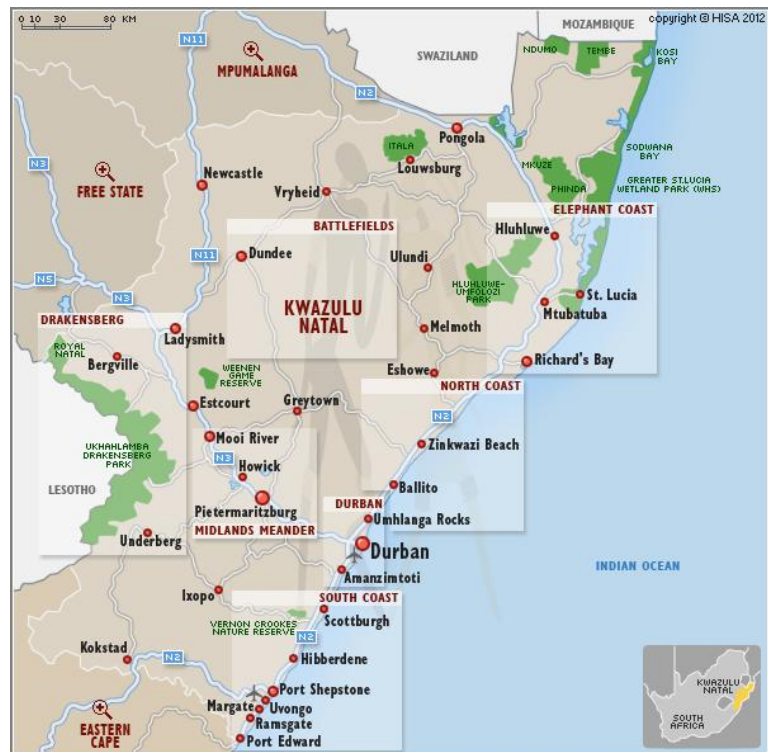 0 10 30 80 KM
MOZAMBIQUE
copyright © HISA 2012
N11
SWAZILAND
NDUMO
TEMBE
KOSI
BAY
MPUMALANGA
N2
Pongola
ITALA
Louwsburg
SODWANA
BAY
N3
FREE STATE
Newcastle
Vryheid
MKUZE
PHINDA
GREATER ST.LUCIA
WETLAND PARK (WHS)
ELEPHANT COAST
BATTLEFIELDS
Hluhluwe
N11
Dundee
Ulundi
N5
HLUHLUWE-
UMFOLOZI
PARK
St. Lucia
Mtubatuba
N3
KWAZULU
NATAL
DRAKENSBERG
Ladysmith
Melmoth
ROYAL
NATAL
Bergville
WEENEN
GAME
RESERVE
Eshowe
Richard's Bay
NORTH COAST
Estcourt
Greytown
N2
Mooi River
Zinkwazi Beach
UKHAHLAMBA
DRAKENSBERG
PARK
N3
Howick
LESOTHO
Pietermaritzburg
Ballito
DURBAN
Umhlanga Rocks
MIDLANDS MEANDER
Underberg
Durban
Amanzimtoti
INDIAN OCEAN
Ixopo
SOUTH COAST
Scottburgh
VERNON CROOKES
NATURE RESERVE
N2
Kokstad
N2
Hibberdene
Port Shepstone
Margate
Uvongo
Ramsgate
Port Edward
EASTERN
CAPE
KWAZULU
NATAL
SOUTH
AFRICA